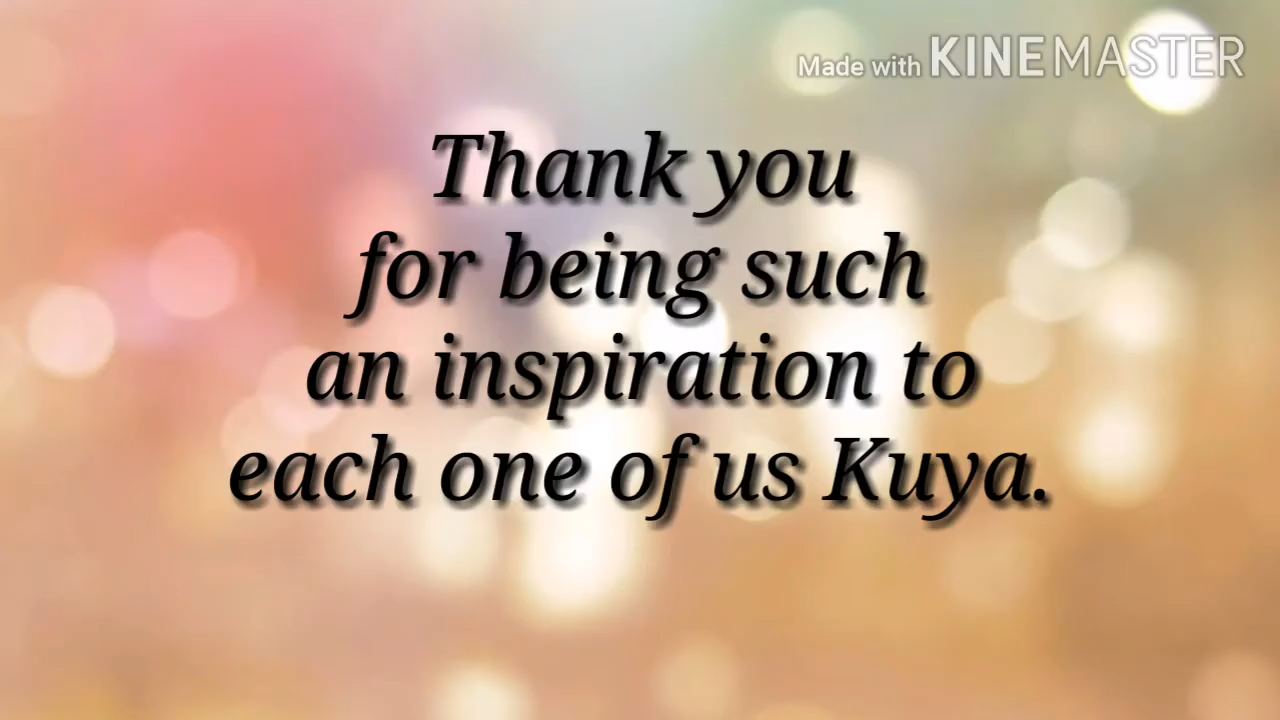 Made with KINEMASTER
Thank you
for being such
an inspiration to
each one of us Kuya.